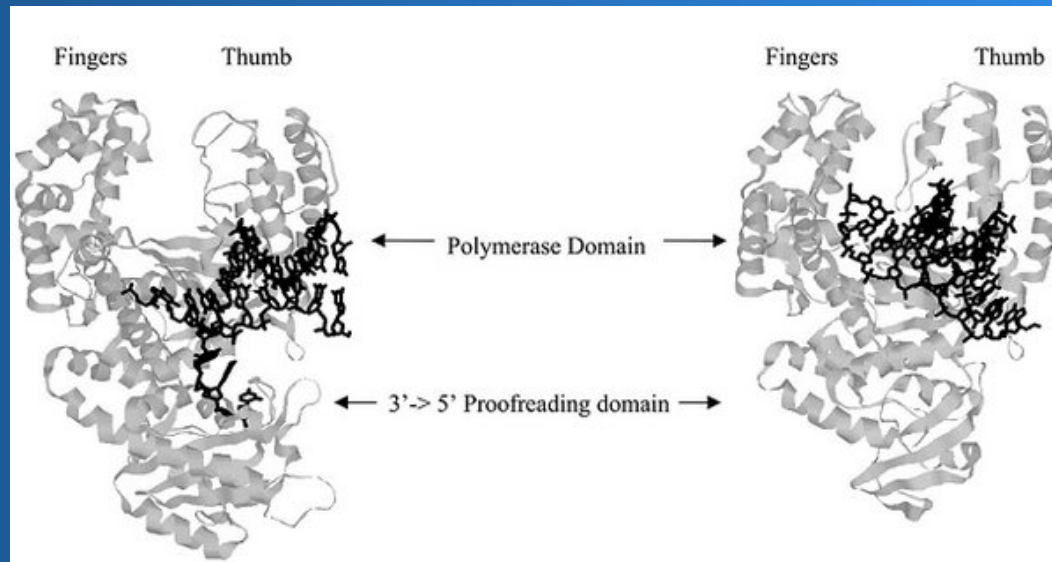 Fingers Thumb Fingers Thumb
Polymerase Domain
3’-> 5’ Proofreading domain